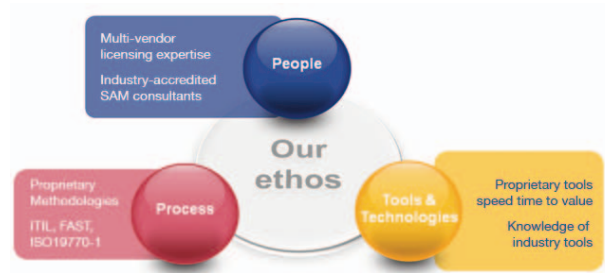 Multi-vendor
licensing expertise
Industry-accredited
SAM consultants
People
Our
ethos
Proprietary
Methodologies
ITIL, FAST,
ISO19770-1
Process
Tools &
Technologies
Proprietary tools
speed time to value
Knowledge of
industry tools